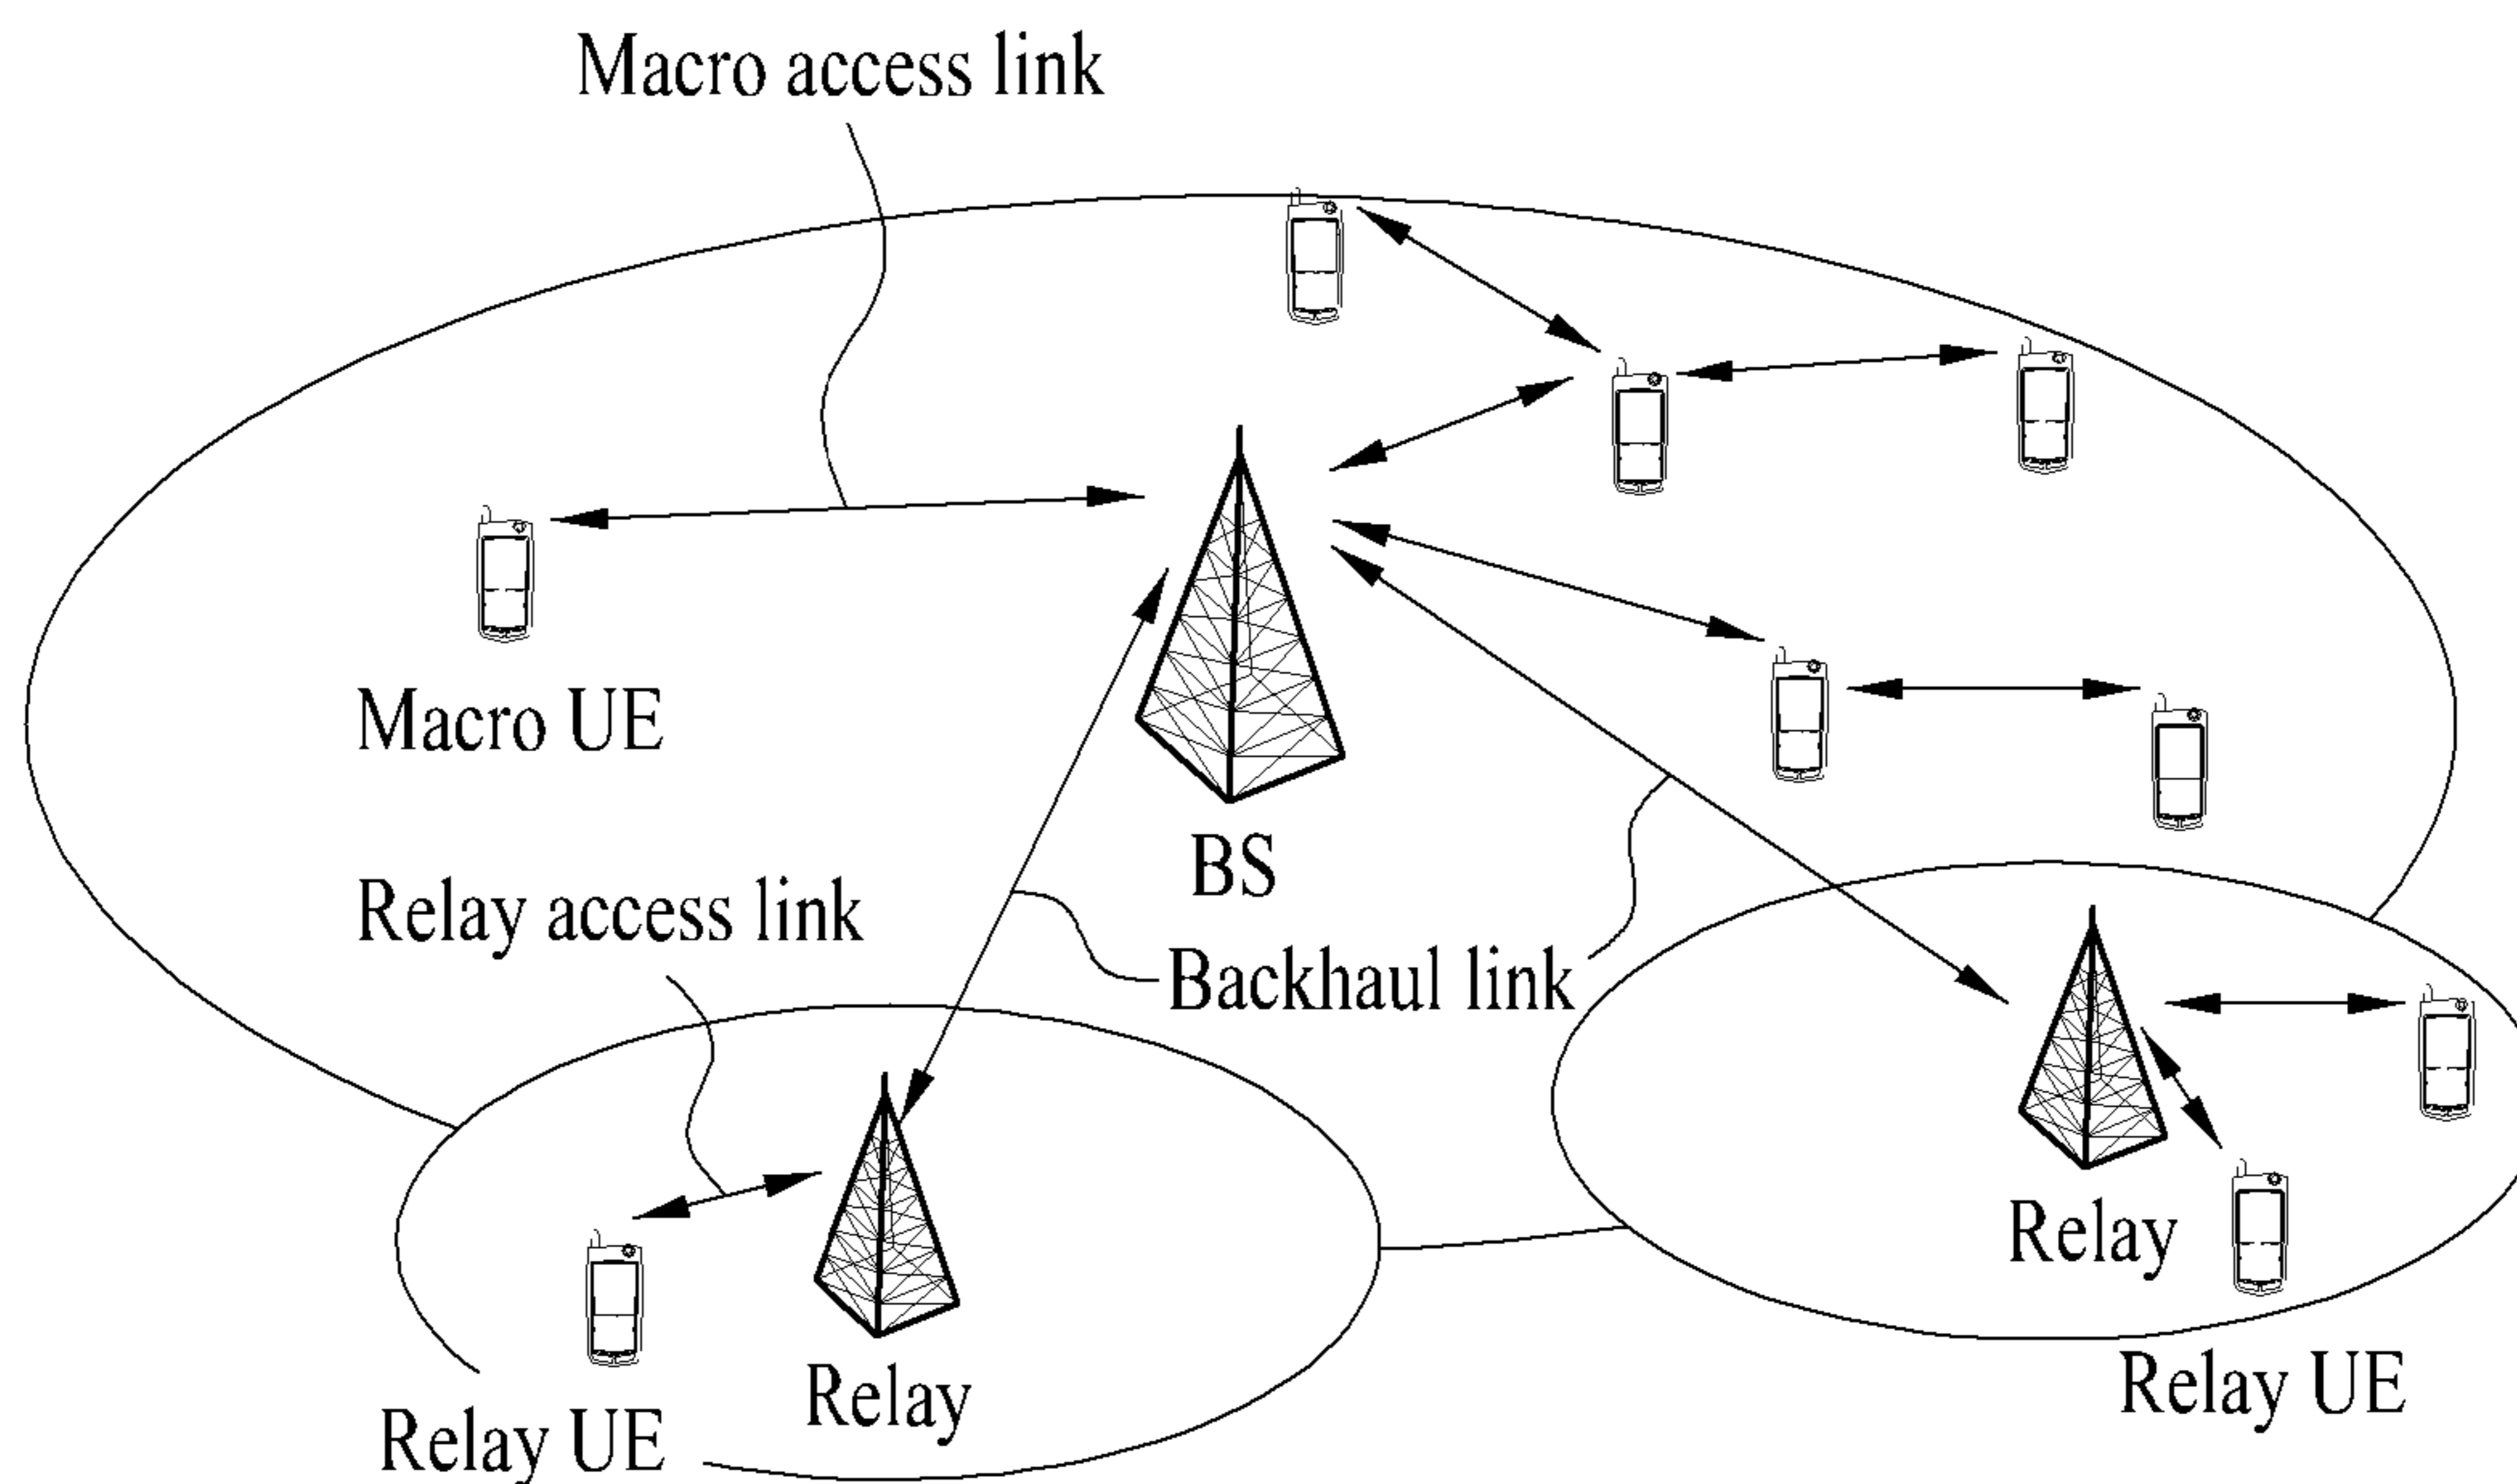 Macro access link
Macro UE
BS
Relay access link
Backhaul link
Relay
Relay UE
Relay
Relay UE